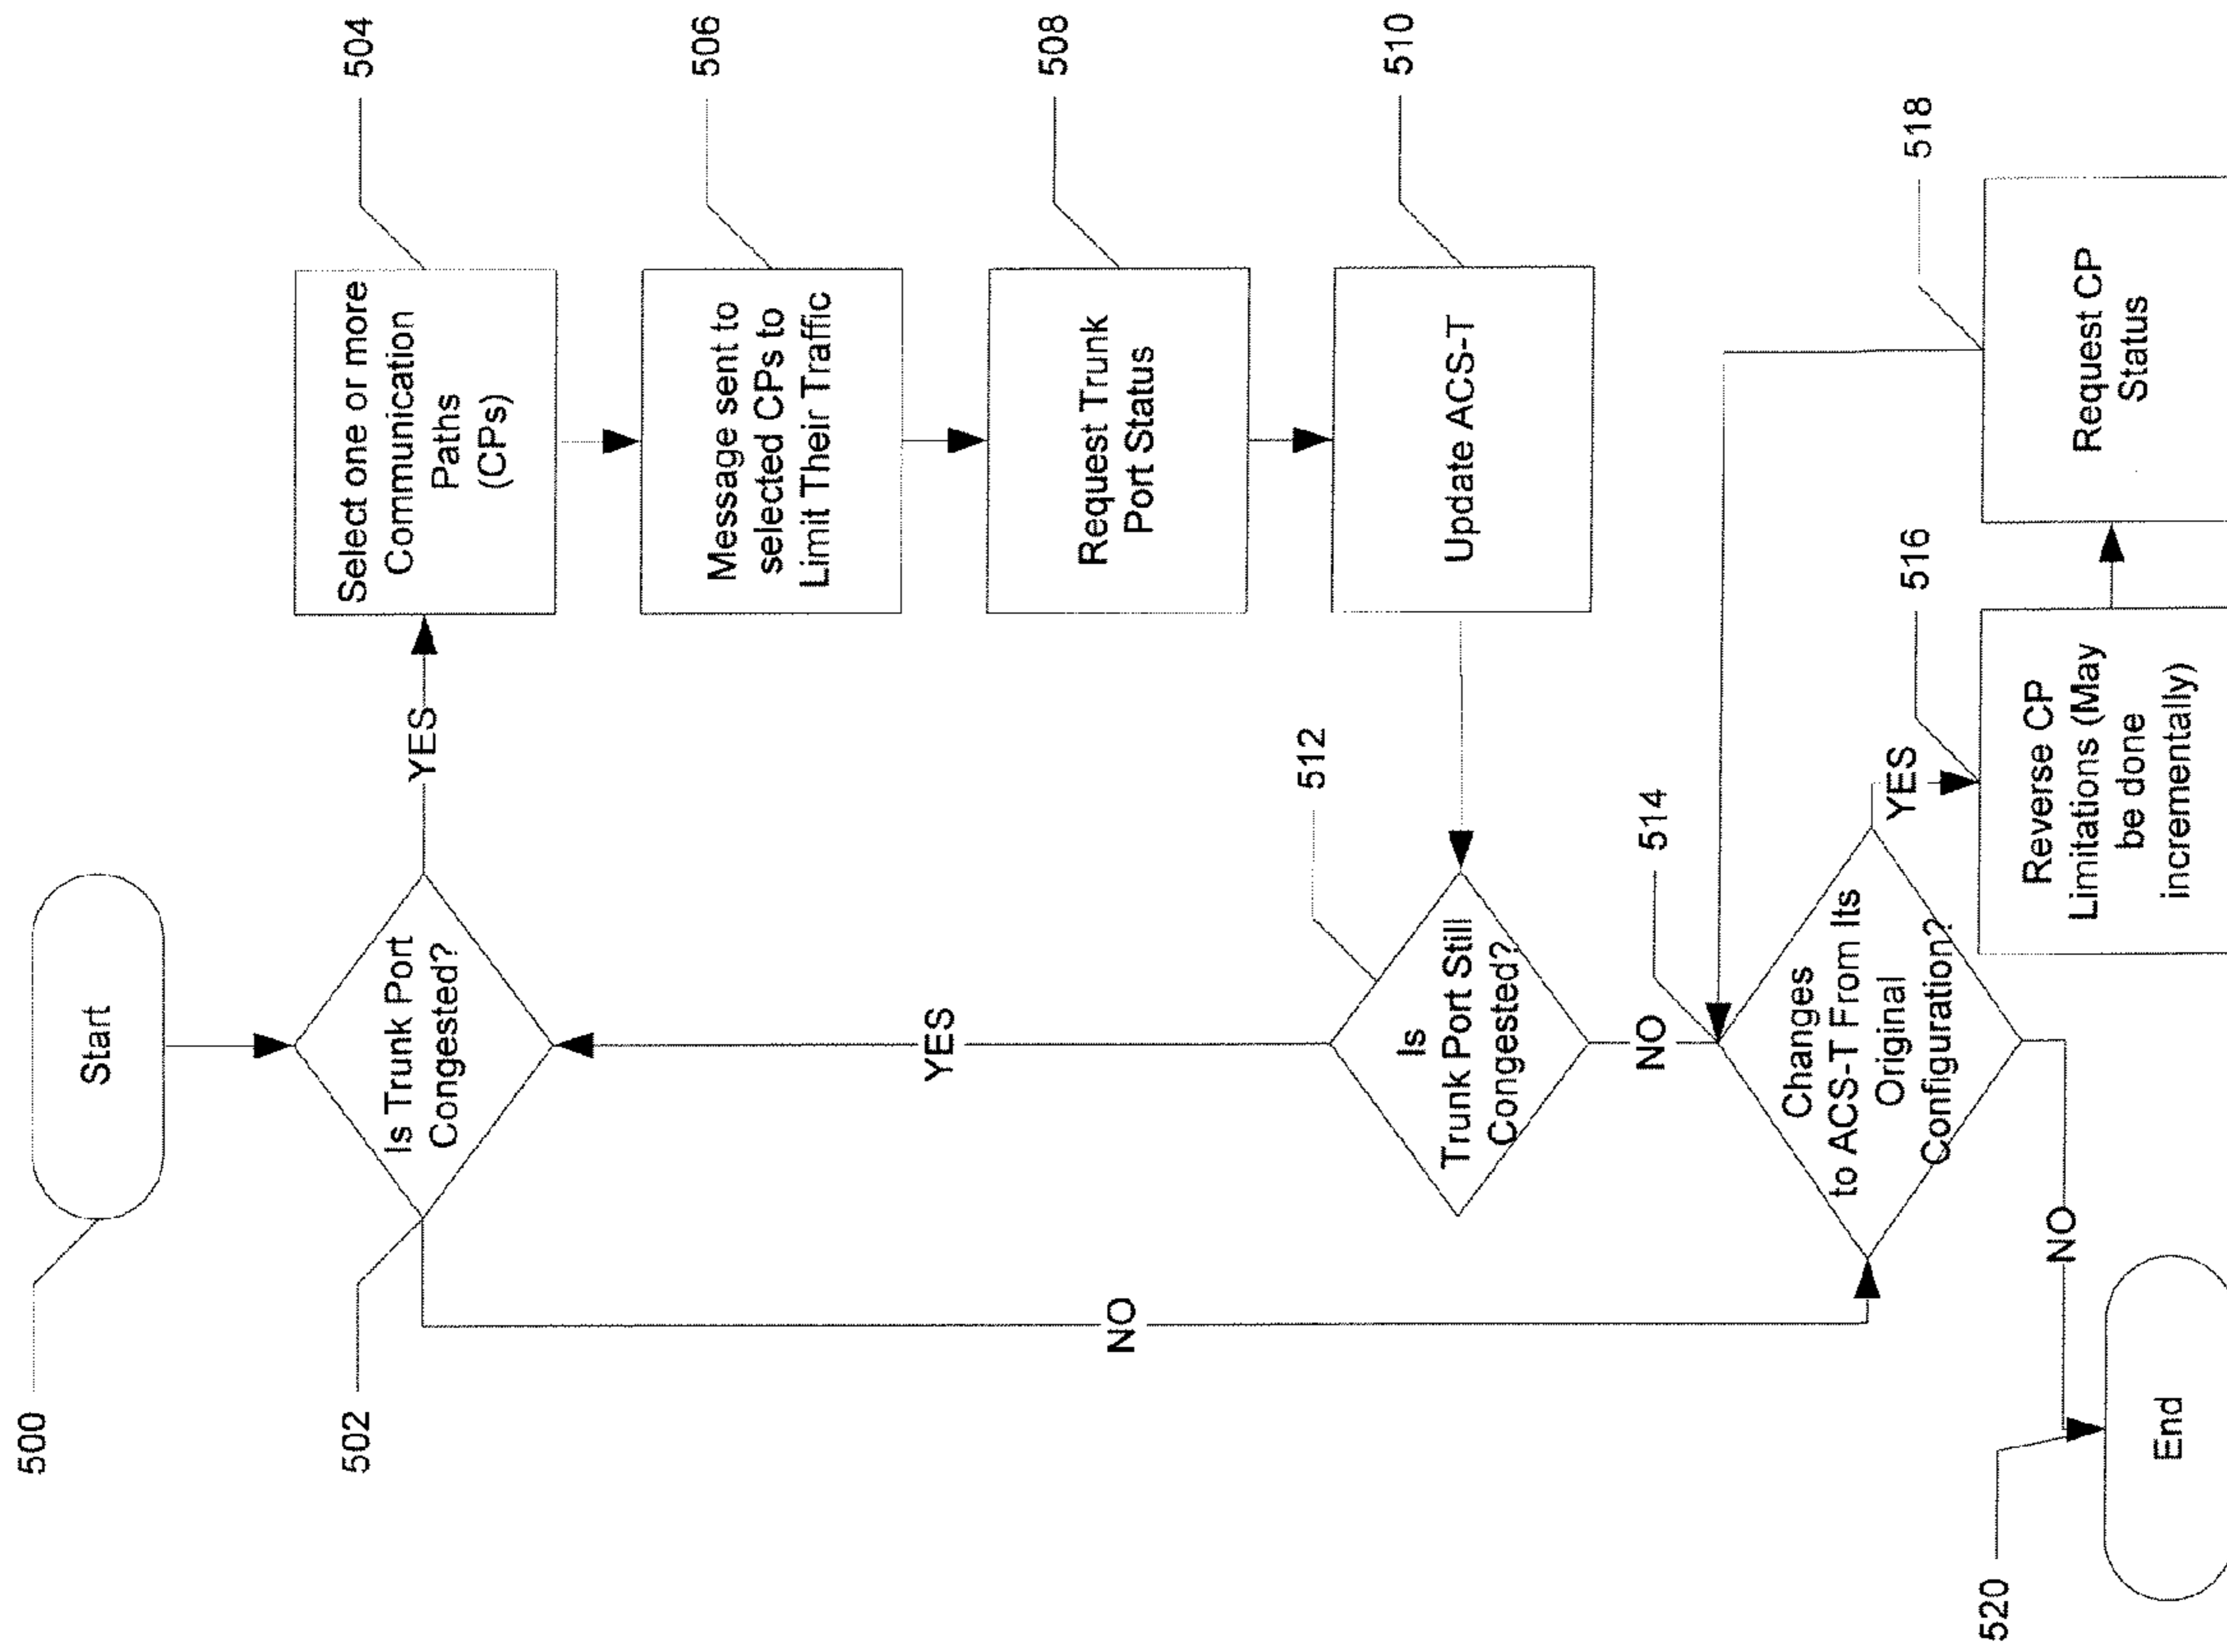 500
Start
502
Is Trunk Port
Congested?
YES
NO
504
Select one or more
Communication
Paths
(CPs)
506
Message sent to
selected CPs to
Limit Their Traffic
508
Request Trunk
Port Status
510
Update ACS-T
512
Is
Trunk Port Still
Congested?
YES
NO
514
Changes
to ACS-T From Its
Original
Configuration?
YES
NO
516
Reverse CP
Limitations (May
be done
incrementally)
518
Request CP
Status
520
End